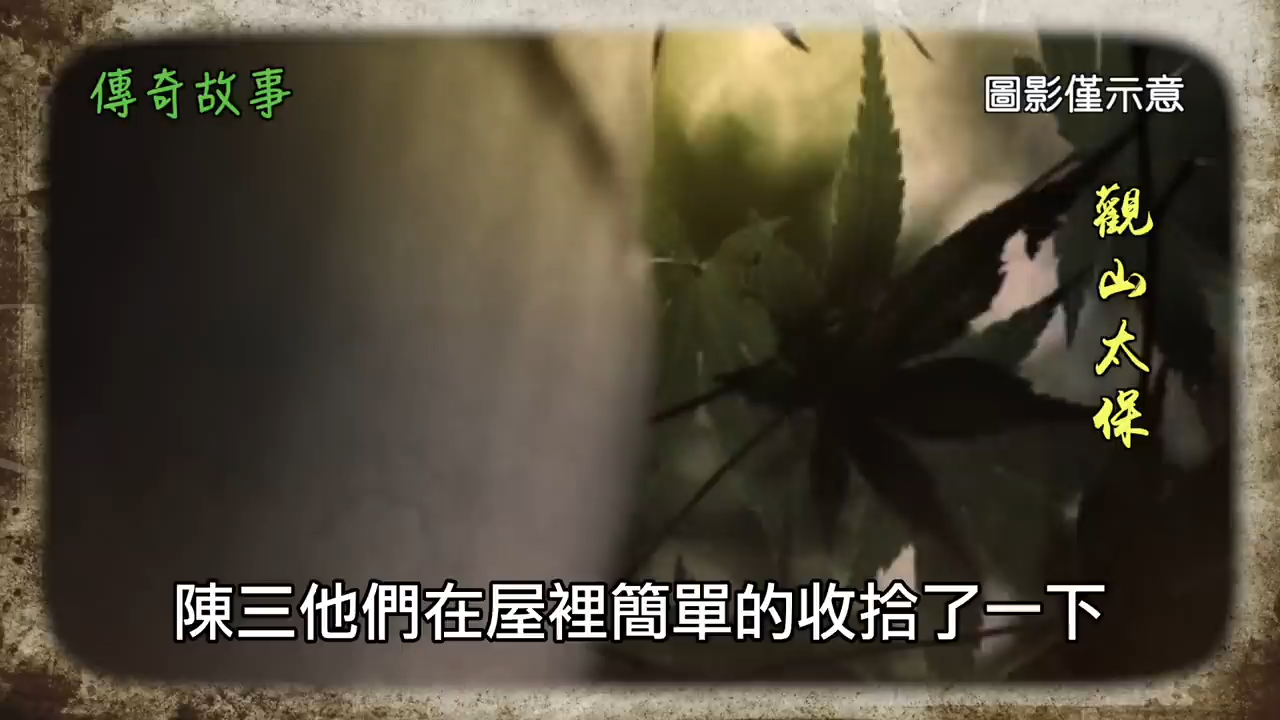 傳奇故事
圖影僅示意
觀山太保
陳三他們在屋裡簡單的收拾了一下